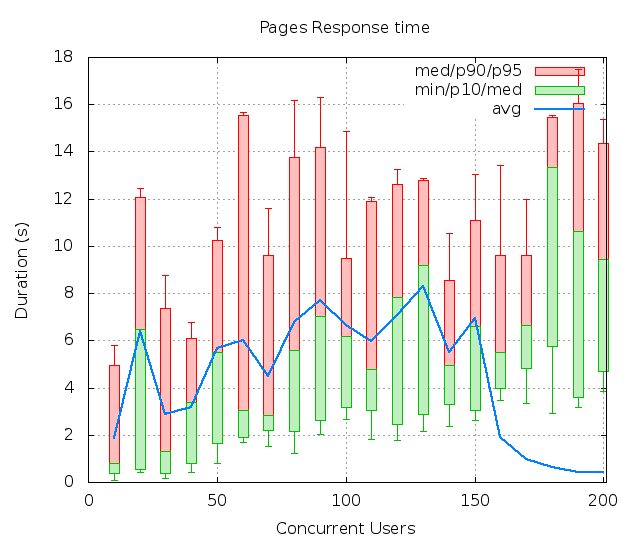 Pages Response time
18
16
14
12
10
8
6
4
2
0
Duration (s)
med/p90/p95
min/p10/med
avg
0
50
100
150
200
Concurrent Users